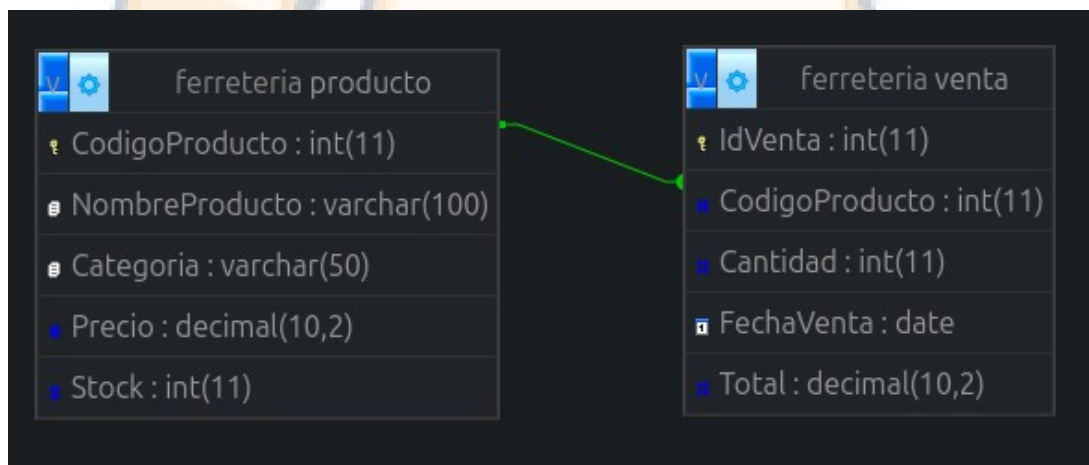 V ferreteria producto
CodigoProducto : int(11)
NombreProducto : varchar(100)
Categoria : varchar(50)
Precio : decimal(10,2)
Stock : int(11)
V ferreteria venta
IdVenta : int(11)
CodigoProducto : int(11)
Cantidad : int(11)
FechaVenta : date
Total : decimal(10,2)